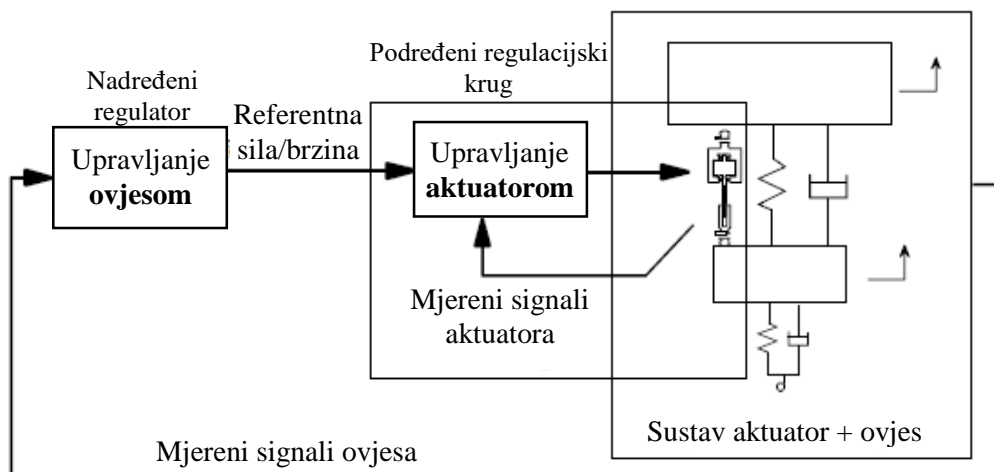 Podređeni regulacijski
krug
Nadređeni
regulator
Referentna
sila/brzina
Upravljanje
ovjesom
Upravljanje
aktuatorom
Mjereni signali
aktuatora
Sustav aktuator + ovjes
Mjereni signali ovjesa